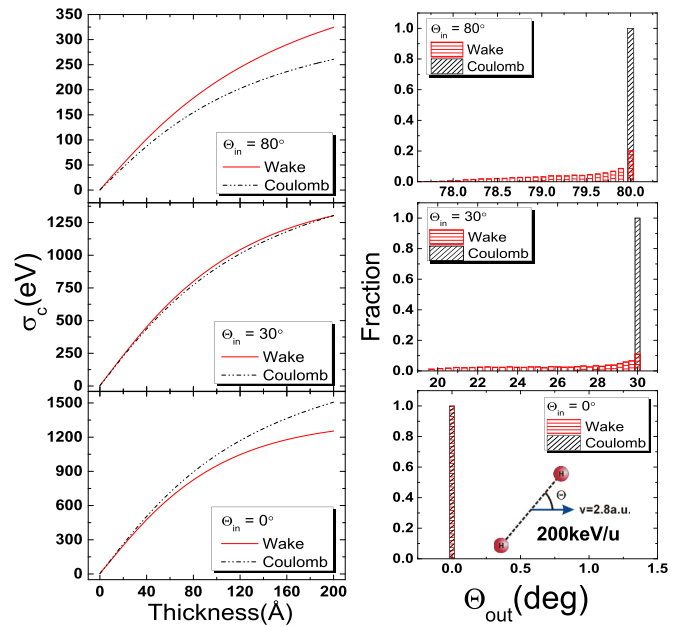 350
300
250
200
150
100
50
0
Θin = 80°
Wake
Coulomb
1250
1000
750
500
250
0
Θin = 30°
Wake
Coulomb
1500
1200
900
600
300
0
Θin = 0°
Wake
Coulomb
0 40 80 120 160 200
Thickness(Å)
σc(eV)
1.0
0.8
0.6
0.4
0.2
0.0
Θin = 80°
Wake
Coulomb
78.0 78.5 79.0 79.5 80.0
1.0
0.8
0.6
0.4
0.2
0.0
Θin = 30°
Wake
Coulomb
20 22 24 26 28 30
Fraction
1.0
0.8
0.6
0.4
0.2
0.0
Θin = 0°
Wake
Coulomb
H
Θ
v=2.8a.u.
H
200keV/u
0.0 0.5 1.0 1.5
Θout(deg)